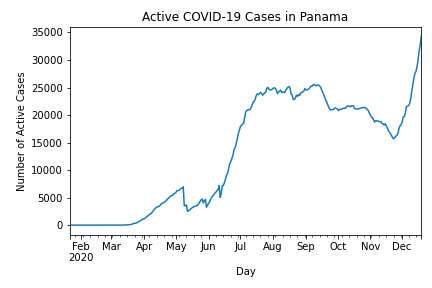 Active COVID-19 Cases in Panama
Number of Active Cases
35000
30000
25000
20000
15000
10000
5000
0
Feb Mar Apr May Jun Jul Aug Sep Oct Nov Dec
2020
Day